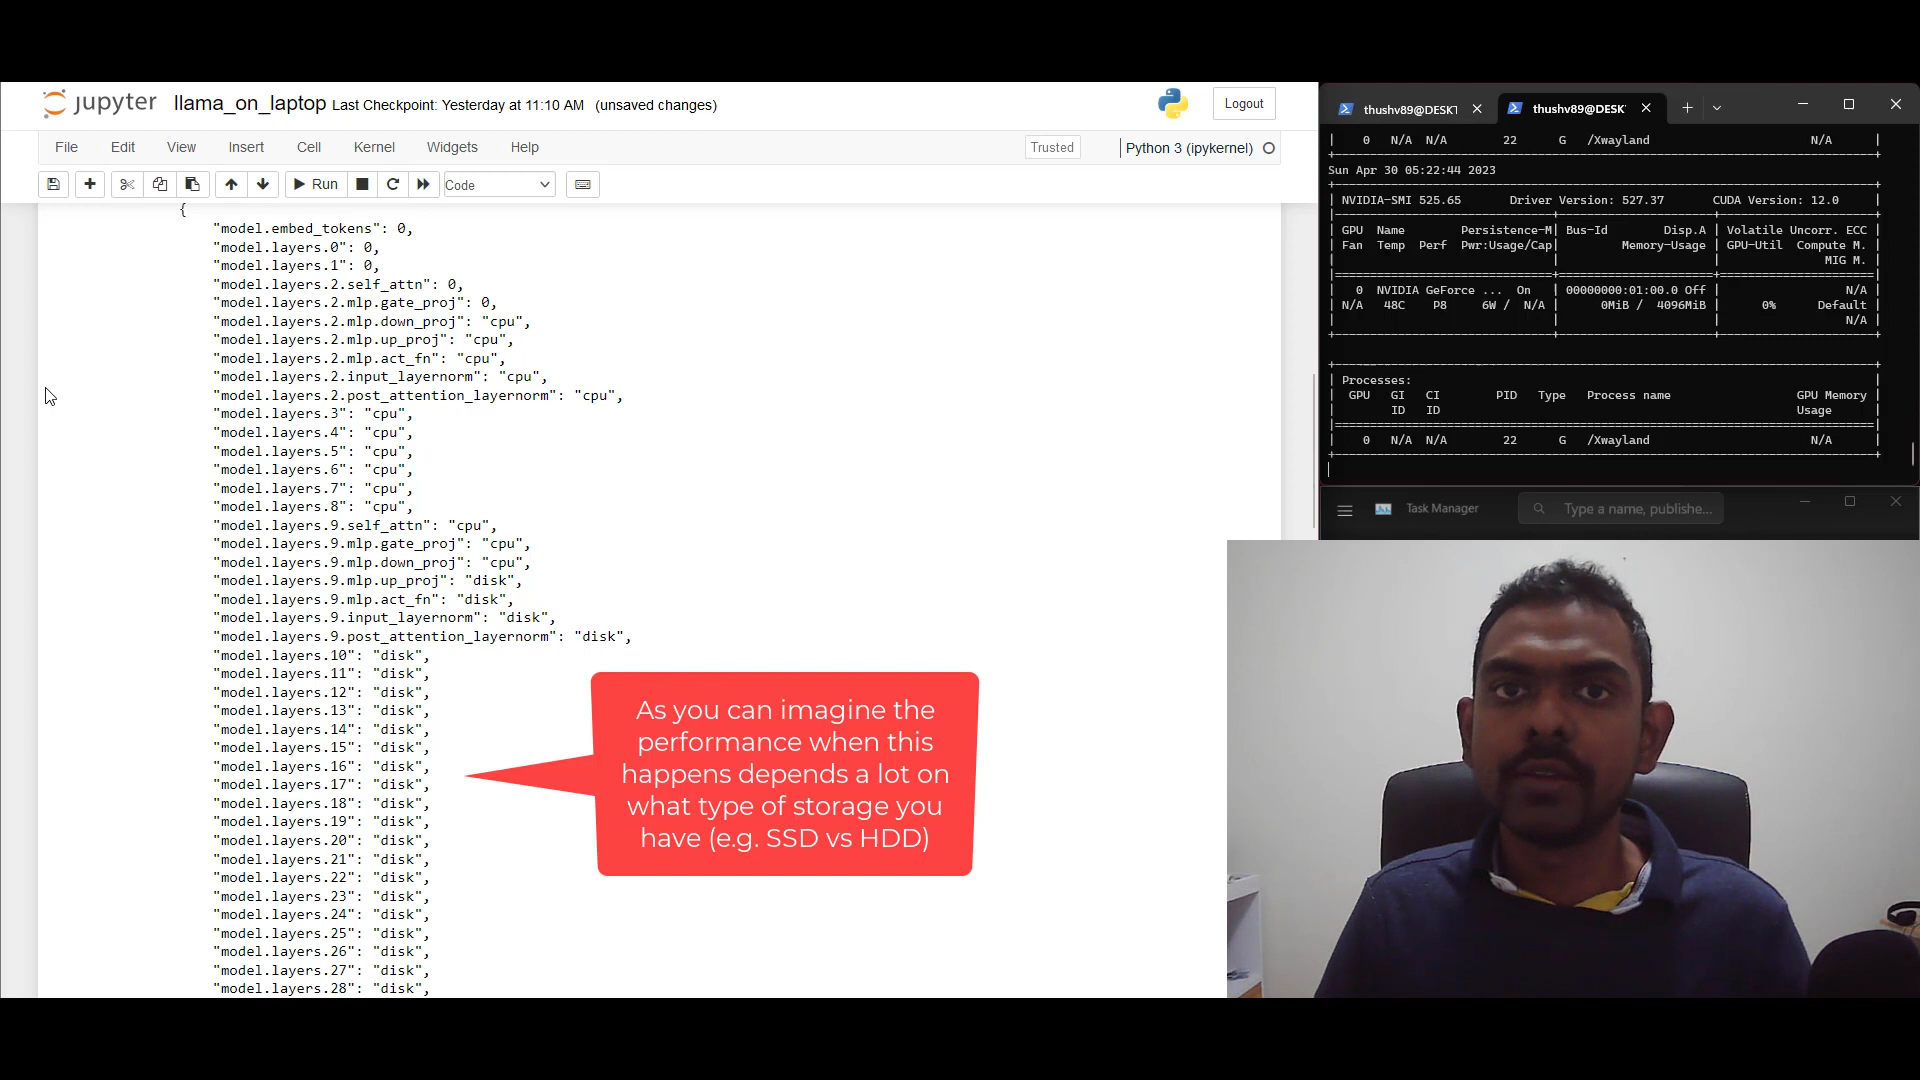 jupyter llama_on_laptop Last Checkpoint: Yesterday at 11:10 AM (unsaved changes)
Logout
File Edit View Insert Cell Kernel Widgets Help
Trusted
Python 3 (ipykernel)
Run
Code
{
"model.embed_tokens": 0,
"model.layers.0": 0,
"model.layers.1": 0,
"model.layers.2.self_attn": 0,
"model.layers.2.mlp.gate_proj": 0,
"model.layers.2.mlp.down_proj": "cpu",
"model.layers.2.mlp.up_proj": "cpu",
"model.layers.2.mlp.act_fn": "cpu",
"model.layers.2.input_layernorm": "cpu",
"model.layers.2.post_attention_layernorm": "cpu",
"model.layers.3": "cpu",
"model.layers.4": "cpu",
"model.layers.5": "cpu",
"model.layers.6": "cpu",
"model.layers.7": "cpu",
"model.layers.8": "cpu",
"model.layers.9.self_attn": "cpu",
"model.layers.9.mlp.gate_proj": "cpu",
"model.layers.9.mlp.down_proj": "cpu",
"model.layers.9.mlp.up_proj": "disk",
"model.layers.9.mlp.act_fn": "disk",
"model.layers.9.input_layernorm": "disk",
"model.layers.9.post_attention_layernorm": "disk",
"model.layers.10": "disk",
"model.layers.11": "disk",
"model.layers.12": "disk",
"model.layers.13": "disk",
"model.layers.14": "disk",
"model.layers.15": "disk",
"model.layers.16": "disk",
"model.layers.17": "disk",
"model.layers.18": "disk",
"model.layers.19": "disk",
"model.layers.20": "disk",
"model.layers.21": "disk",
"model.layers.22": "disk",
"model.layers.23": "disk",
"model.layers.24": "disk",
"model.layers.25": "disk",
"model.layers.26": "disk",
"model.layers.27": "disk",
"model.layers.28": "disk",
As you can imagine the
performance when this
happens depends a lot on
what type of storage you
have (e.g. SSD vs HDD)
thushv89@DESKT
thushv89@DESK
0 N/A N/A 22 G /Xwayland N/A
Sun Apr 30 05:22:44 2023
NVIDIA-SMI 525.65 Driver Version: 527.37 CUDA Version: 12.0
GPU Name Persistence-M| Bus-Id Disp.A | Volatile Uncorr. ECC
Fan Temp Perf Pwr:Usage/Cap| Memory-Usage | GPU-Util Compute M.
MIG M.
0 NVIDIA GeForce ... On | 00000000:01:00.0 Off | N/A
N/A 48C P8 6W / N/A | 0MiB / 4096MiB | 0% Default
N/A
Processes:
GPU GI CI PID Type Process name GPU Memory
ID ID Usage
0 N/A N/A 22 G /Xwayland N/A
Task Manager
Type a name, publishe...